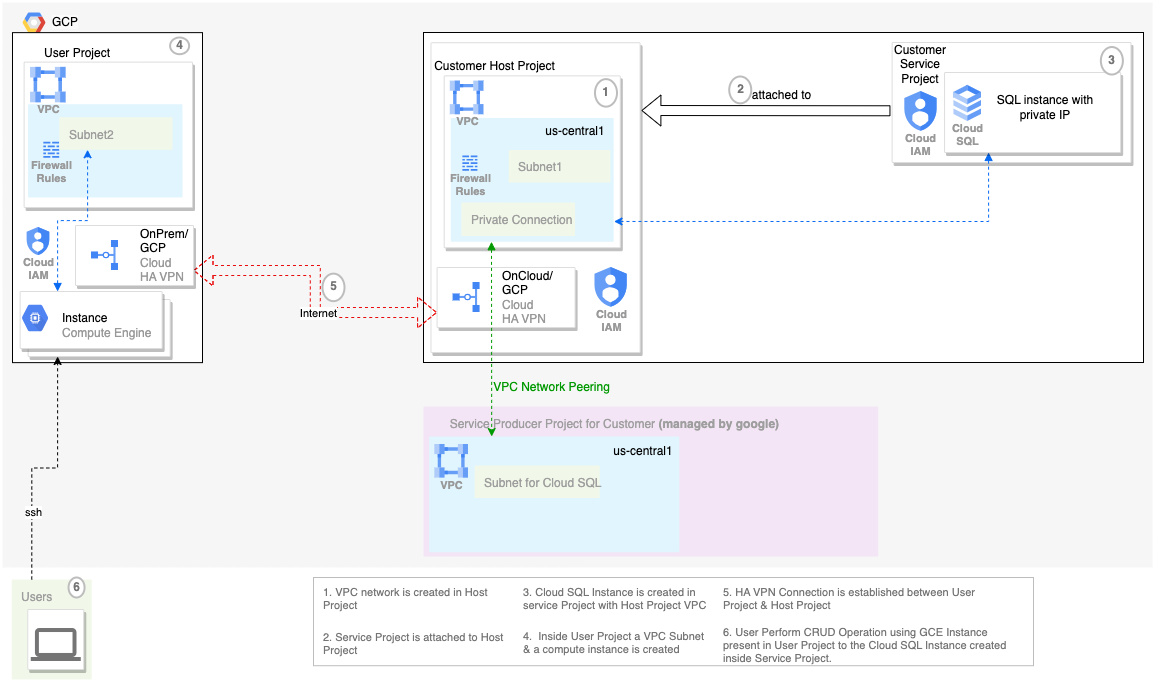 GCP
User Project
4
VPC
Subnet2
Firewall
Rules
Cloud
IAM
OnPrem/
GCP
Cloud
HA VPN
Instance
Compute Engine
5
Internet
Customer Host Project
1
VPC
us-central1
Firewall
Rules
Subnet1
Private Connection
OnCloud/
GCP
Cloud
HA VPN
Cloud
IAM
2
attached to
Customer
Service
Project
3
Cloud
IAM
Cloud
SQL
SQL instance with
private IP
VPC Network Peering
Service Producer Project for Customer (managed by google)
us-central1
VPC
Subnet for Cloud SQL
ssh
Users
6
1. VPC network is created in Host
Project
2. Service Project is attached to Host
Project
3. Cloud SQL Instance is created in
service Project with Host Project VPC
4. Inside User Project a VPC Subnet
& a compute instance is created
5. HA VPN Connection is established between User
Project & Host Project
6. User Perform CRUD Operation using GCE Instance
present in User Project to the Cloud SQL Instance created
inside Service Project.